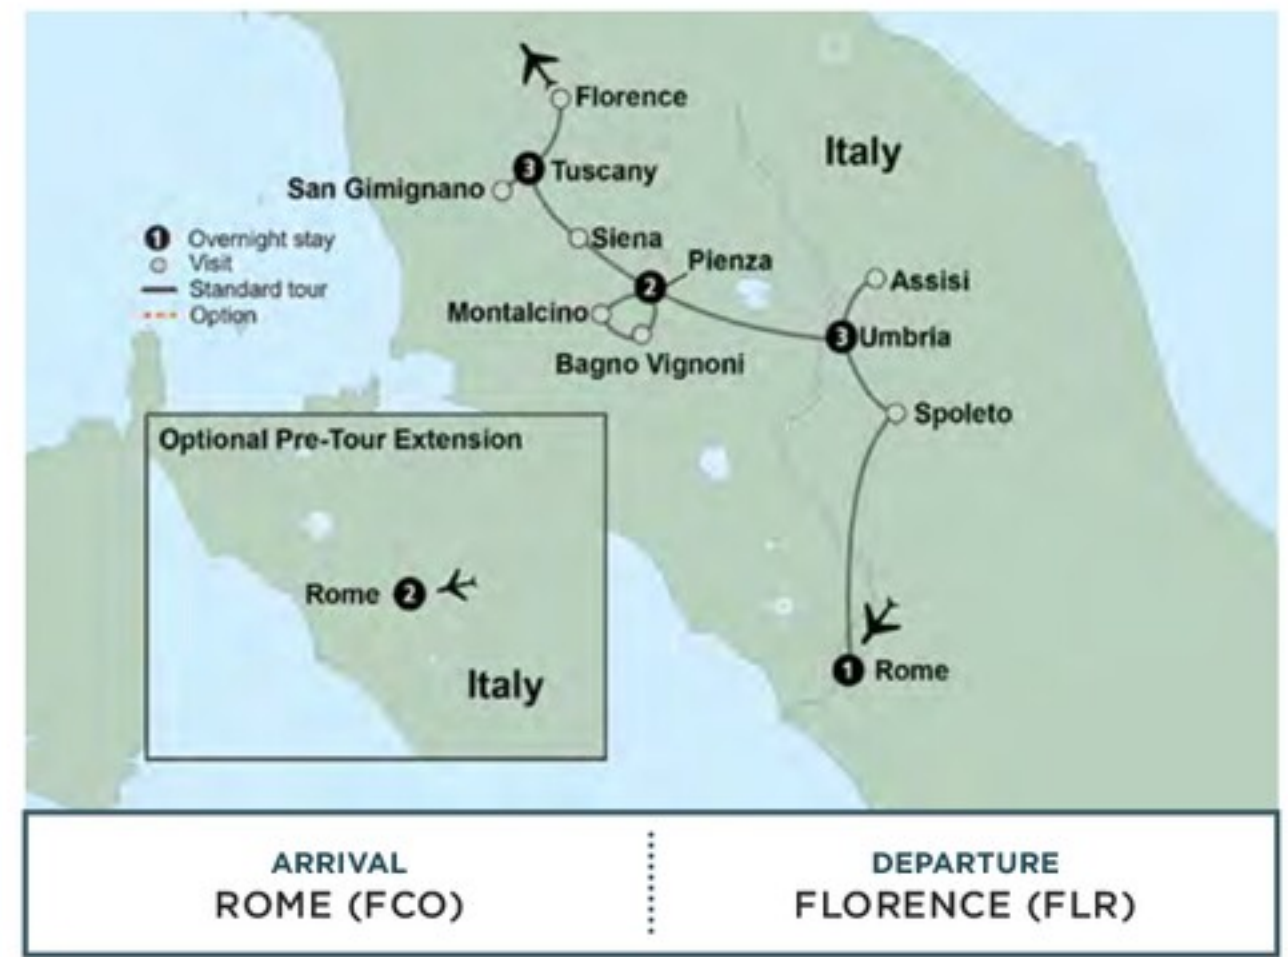 Florence
Italy
3 Tuscany
San Gimignano
1 Overnight stay
Visit
Standard tour
Option
Siena
Pienza
2
Assisi
Montalcino
3 Umbria
Bagno Vignoni
Spoleto
Optional Pre-Tour Extension
Rome 2
Italy
1 Rome
ARRIVAL
ROME (FCO)
DEPARTURE
FLORENCE (FLR)